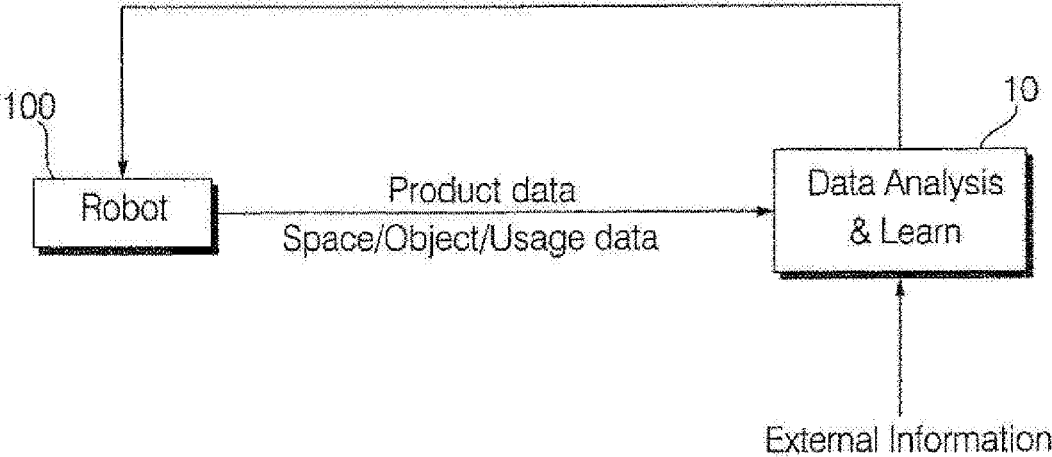 100
10
Robot
Product data
Space/Object/Usage data
Data Analysis
& Learn
External Information